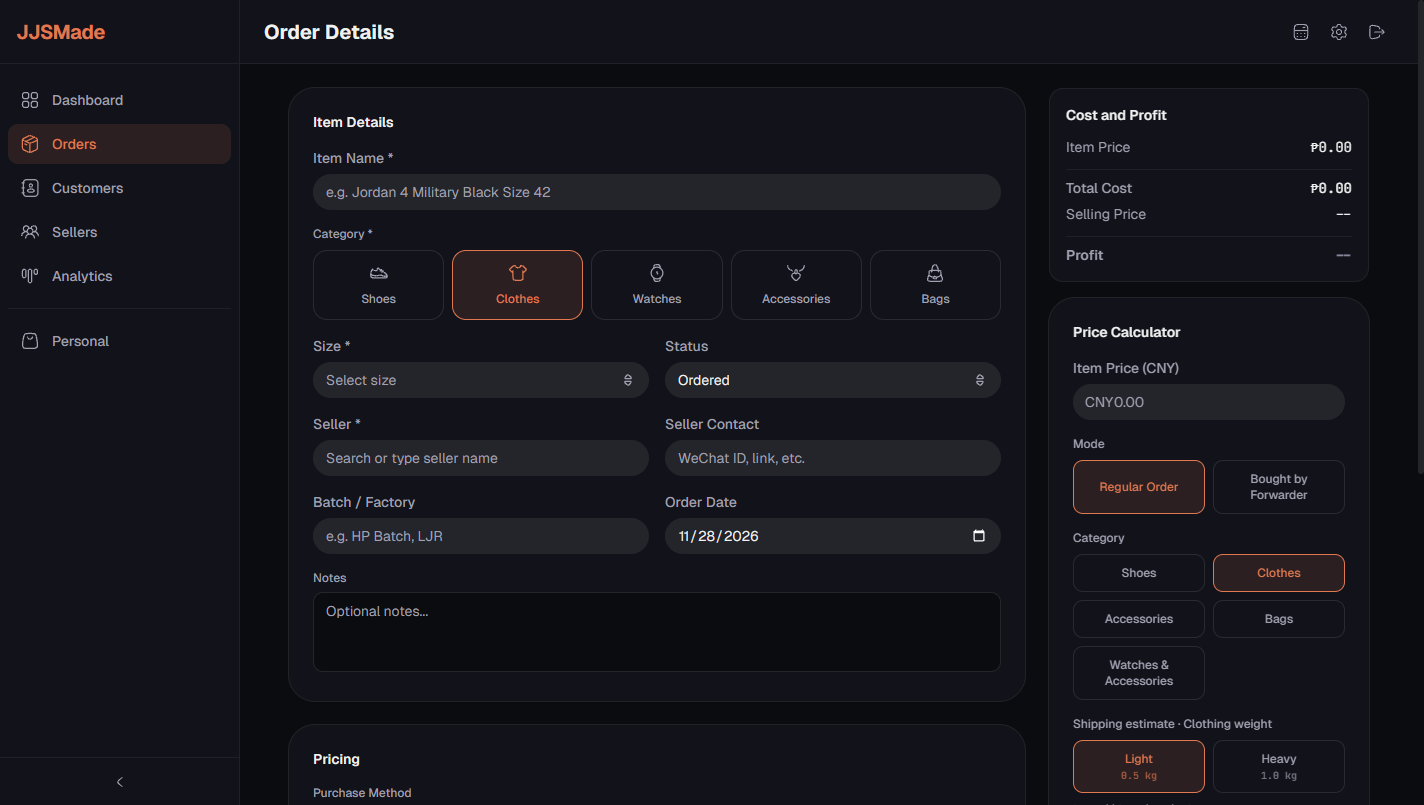 JJSMade
Order Details
Dashboard
Orders
Customers
Sellers
Analytics
Personal
Item Details
Item Name *
e.g. Jordan 4 Military Black Size 42
Category *
Shoes
Clothes
Watches
Accessories
Bags
Size *
Status
Select size
Ordered
Seller *
Seller Contact
Search or type seller name
WeChat ID, link, etc.
Batch / Factory
Order Date
e.g. HP Batch, LJR
11/28/2026
Notes
Optional notes...
Pricing
Purchase Method
Cost and Profit
Item Price ₱0.00
Total Cost ₱0.00
Selling Price --
Profit --
Price Calculator
Item Price (CNY)
CNY0.00
Mode
Regular Order
Bought by
Forwarder
Category
Shoes
Clothes
Accessories
Bags
Watches &
Accessories
Shipping estimate · Clothing weight
Light
0.5 kg
Heavy
1.0 kg